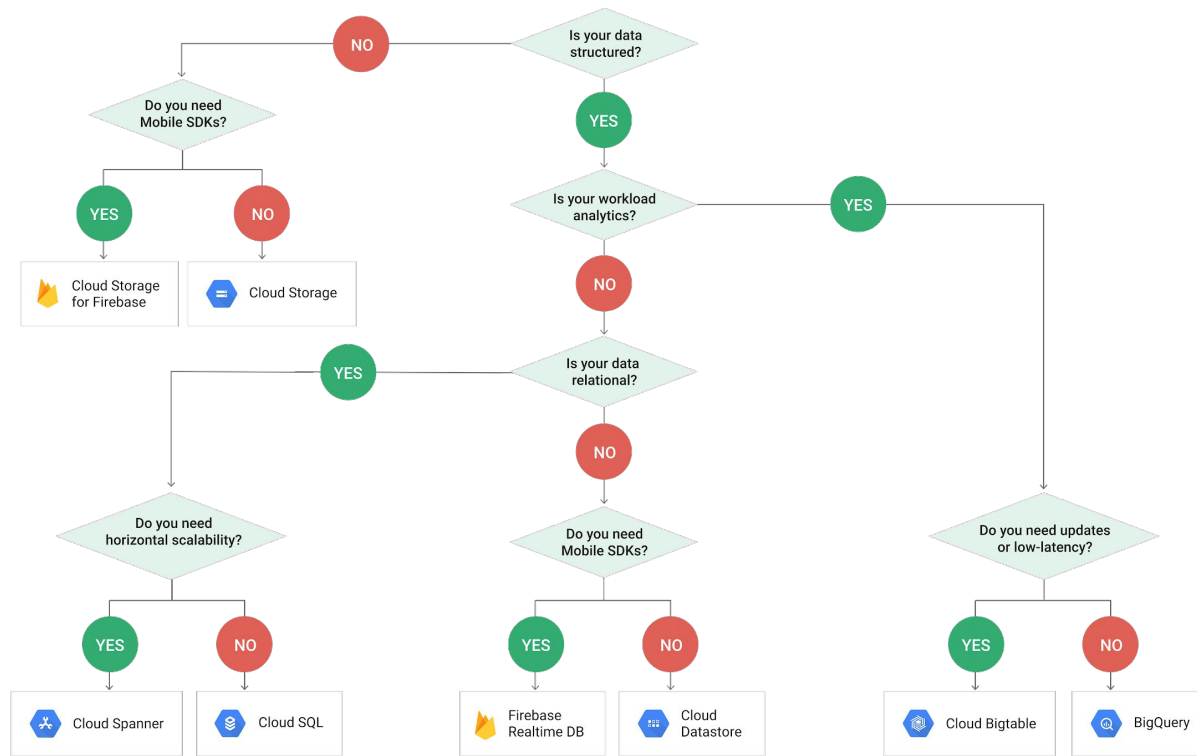 Is your data
structured?
NO
YES
Do you need
Mobile SDKs?
YES
NO
Cloud Storage
for Firebase
Cloud Storage
Is your workload
analytics?
YES
NO
Is your data
relational?
YES
NO
Do you need
horizontal scalability?
YES
NO
Cloud Spanner
Cloud SQL
Do you need
Mobile SDKs?
YES
NO
Firebase
Realtime DB
Cloud
Datastore
Do you need updates
or low-latency?
YES
NO
Cloud Bigtable
BigQuery